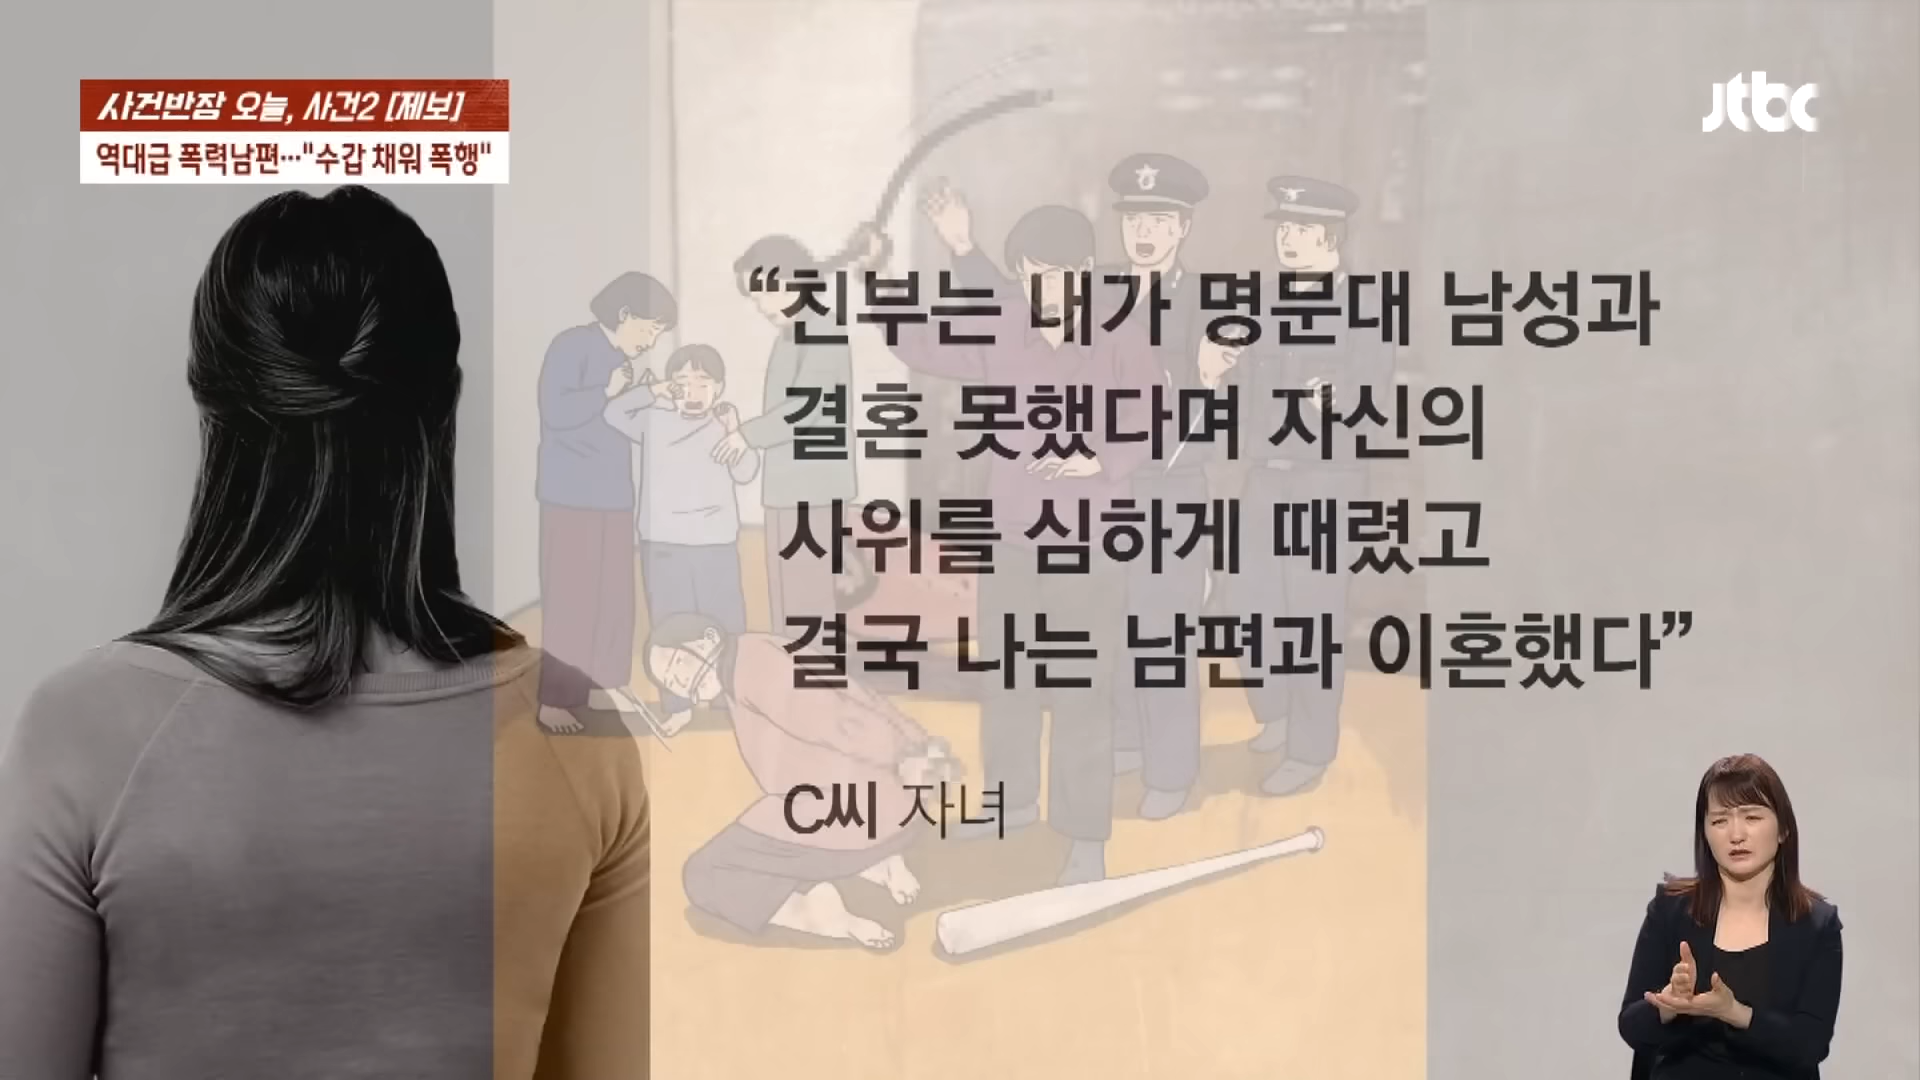 사건반장 오늘, 사건2 [제보]
역대급 폭력남편…"수갑 채워 폭행"
jtbc
“친부는 내가 명문대 남성과
결혼 못했다며 자신의
사위를 심하게 때렸고
결국 나는 남편과 이혼했다”
C씨 자녀